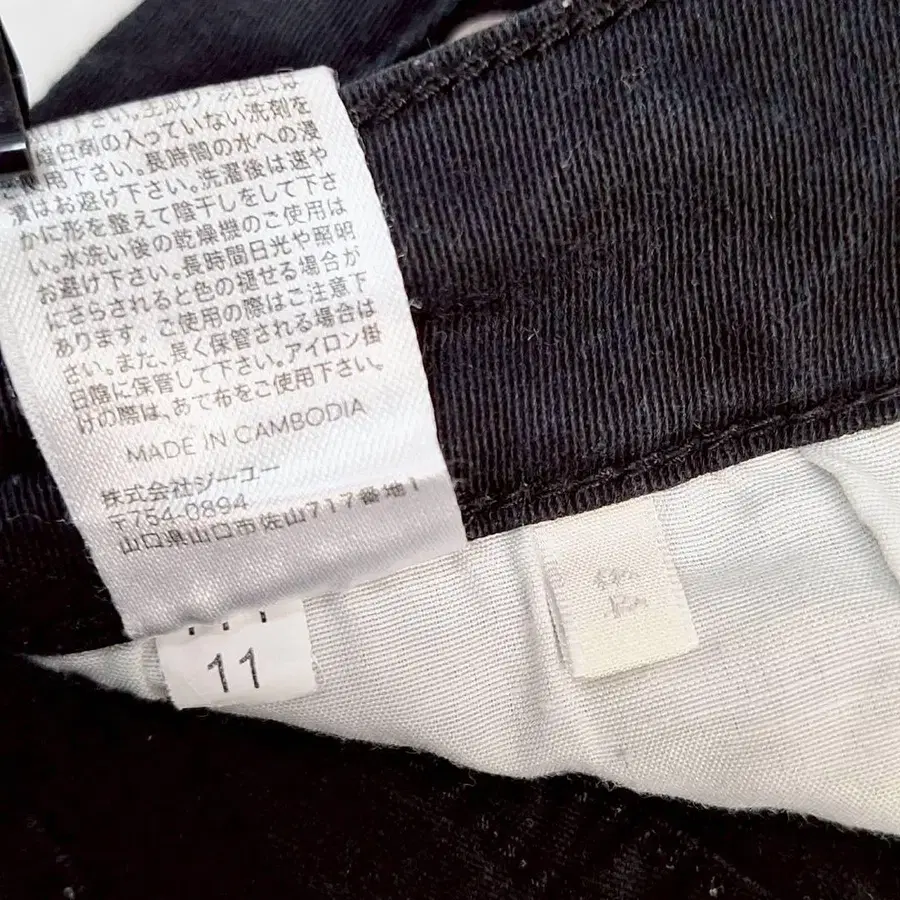 け下さい。生成り、淡色には
蛍白剤の入っていない洗剤を
ご使用下さい。長時間の水への浸
漬はお避け下さい。洗濯後は速や
かに形を整えて陰干しをして下さ
い。水洗い後の乾燥機のご使用は
お避け下さい。長時間日光や照明
にさらされると色の褪せる場合が
あります。ご使用の際はご注意下
さい。また、長く保管される場合は
日陰に保管して下さい。アイロン掛
けの際は、あて布をご使用下さい。
MADE IN CAMBODIA
株式会社ジーユー
〒754-0894
山口県山口市佐山717番地1
11